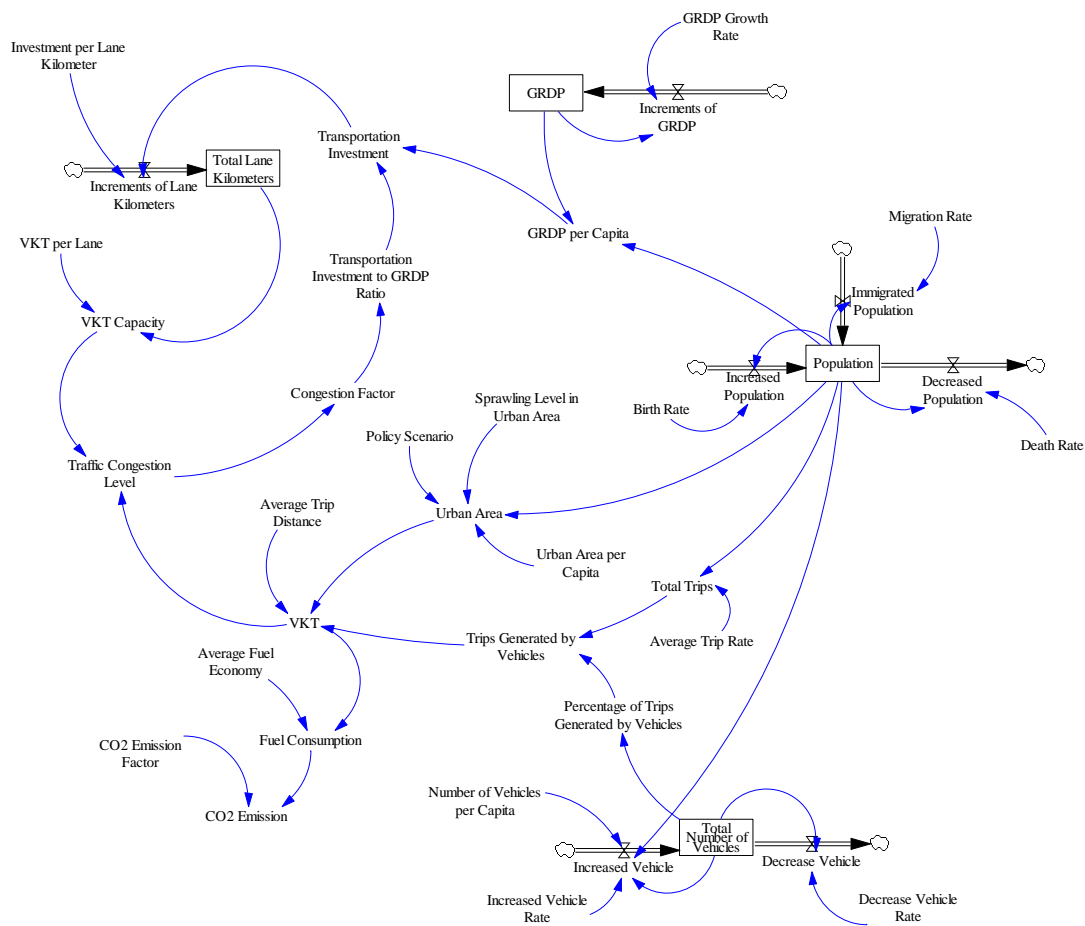 GRDP Growth
Rate
Investment per Lane
Kilometer
GRDP
Increments of
GRDP
Transportation
Investment
Total Lane
Kilometers
Increments of Lane
Kilometers
Migration Rate
GRDP per Capita
VKT per Lane
Transportation
Investment to GRDP
Ratio
Immigrated
Population
VKT Capacity
Population
Increased
Population
Decreased
Population
Congestion Factor
Sprawling Level in
Urban Area
Birth Rate
Policy Scenario
Death Rate
Traffic Congestion
Level
Average Trip
Distance
Urban Area
Urban Area per
Capita
Total Trips
VKT
Trips Generated by
Vehicles
Average Trip Rate
Average Fuel
Economy
Percentage of Trips
Generated by Vehicles
CO2 Emission
Factor
Fuel Consumption
Number of Vehicles
per Capita
CO2 Emission
Total
Number of
Vehicles
Increased Vehicle
Decrease Vehicle
Increased Vehicle
Rate
Decrease Vehicle
Rate